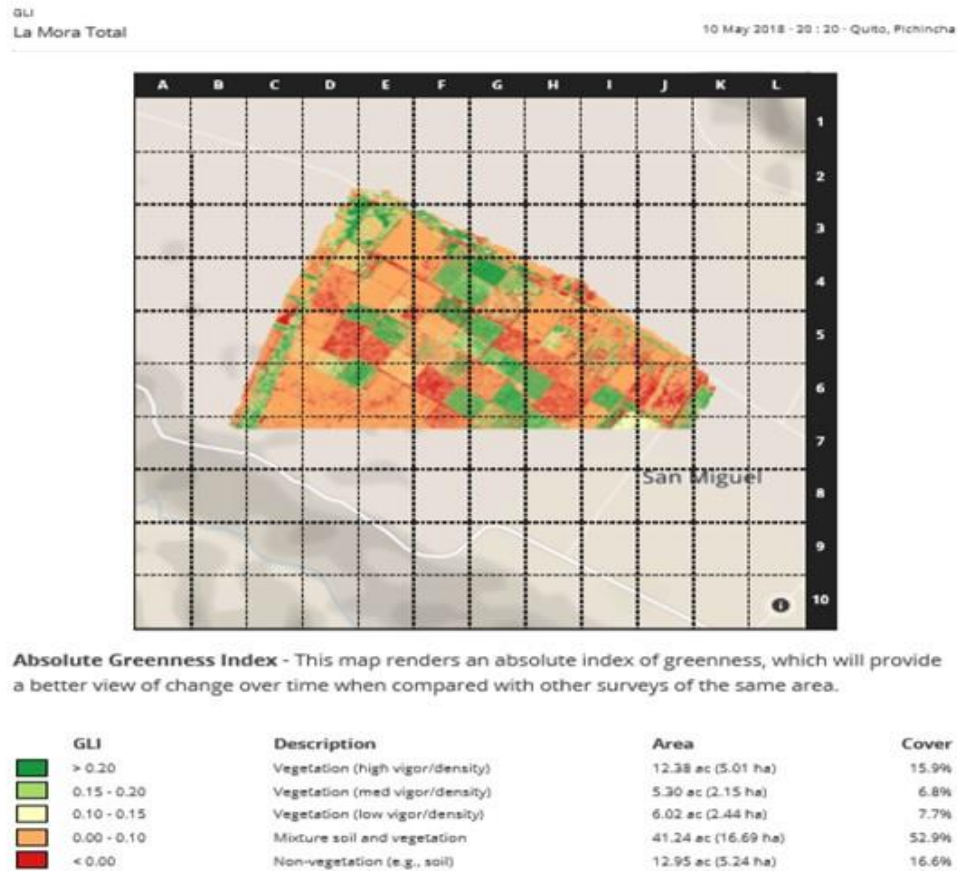 GLI
La Mora Total
10 May 2018 - 20 : 20 - Quito, Pichincha
A B C D E F G H I J K L
1
2
3
4
5
6
7
San Miguel
8
9
10
Absolute Greenness Index - This map renders an absolute index of greenness, which will provide
a better view of change over time when compared with other surveys of the same area.
GLI Description Area Cover
> 0.20 Vegetation (high vigor/density) 12.38 ac (5.01 ha) 15.9%
0.15 - 0.20 Vegetation (med vigor/density) 5.30 ac (2.15 ha) 6.8%
0.10 - 0.15 Vegetation (low vigor/density) 6.02 ac (2.44 ha) 7.7%
0.00 - 0.10 Mixture soil and vegetation 41.24 ac (16.69 ha) 52.9%
< 0.00 Non-vegetation (e.g., soil) 12.95 ac (5.24 ha) 16.6%